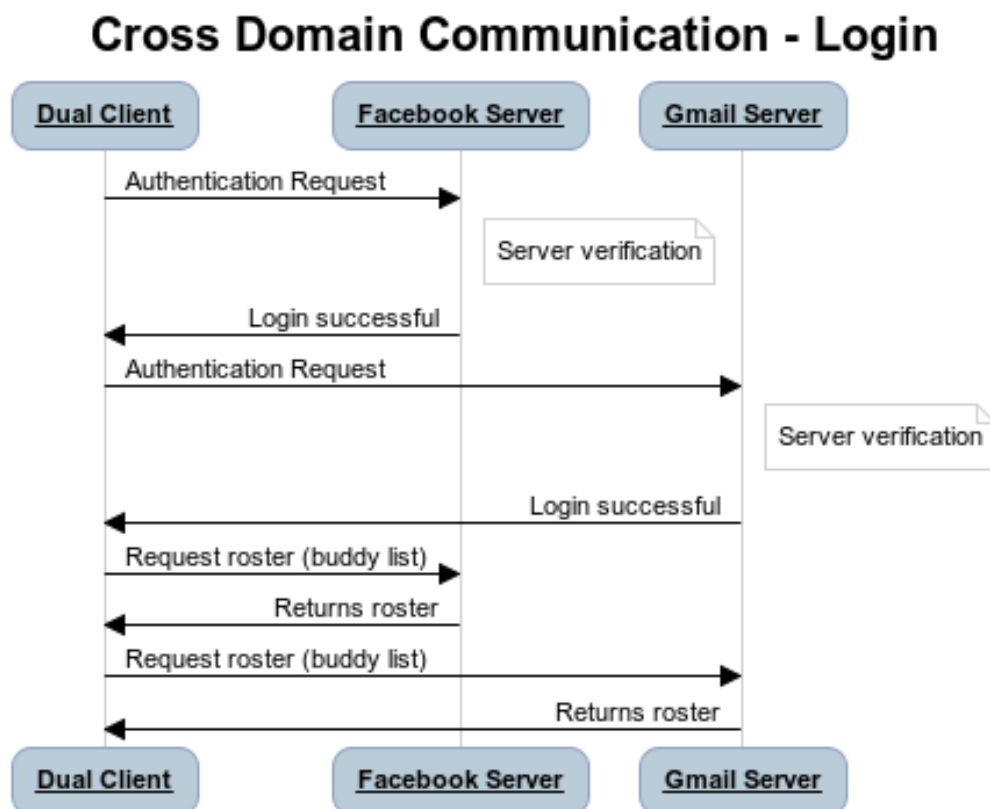 Cross Domain Communication - Login
Dual Client
Facebook Server
Gmail Server
Authentication Request
Server verification
Login successful
Authentication Request
Server verification
Login successful
Request roster (buddy list)
Returns roster
Request roster (buddy list)
Returns roster
Dual Client
Facebook Server
Gmail Server